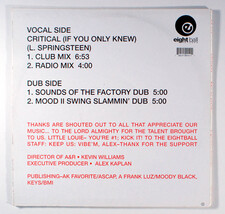 VOCAL SIDE
CRITICAL (IF YOU ONLY KNEW)
(L. SPRINGSTEEN)
1. CLUB MIX 6:53
2. RADIO MIX 4:00
eightball
DUB SIDE
1. SOUNDS OF THE FACTORY DUB 5:00
2. MOOD II SWING SLAMMIN' DUB 5:00
THANKS ARE SHOUTED OUT TO ALL THAT APPRECIATE OUR
MUSIC. TO THE LORD ALMIGHTY FOR THE TALENT BROUGHT TO
US. LITTLE LOUIE- YOU'RE #1; KICK IT! TO THE EIGHTBALL
STAFF; KEEP US: VIBE'M, ALEX-THANX FOR THE SUPPORT
DIRECTOR OF A&R • KEVIN WILLIAMS
EXECUTIVE PRODUCER • ALEX KAPLAN
PUBLISHING-AK FAVORITE/ASCAP, A FRANK LUZ/MOODY BLACK,
KEYS/BMI